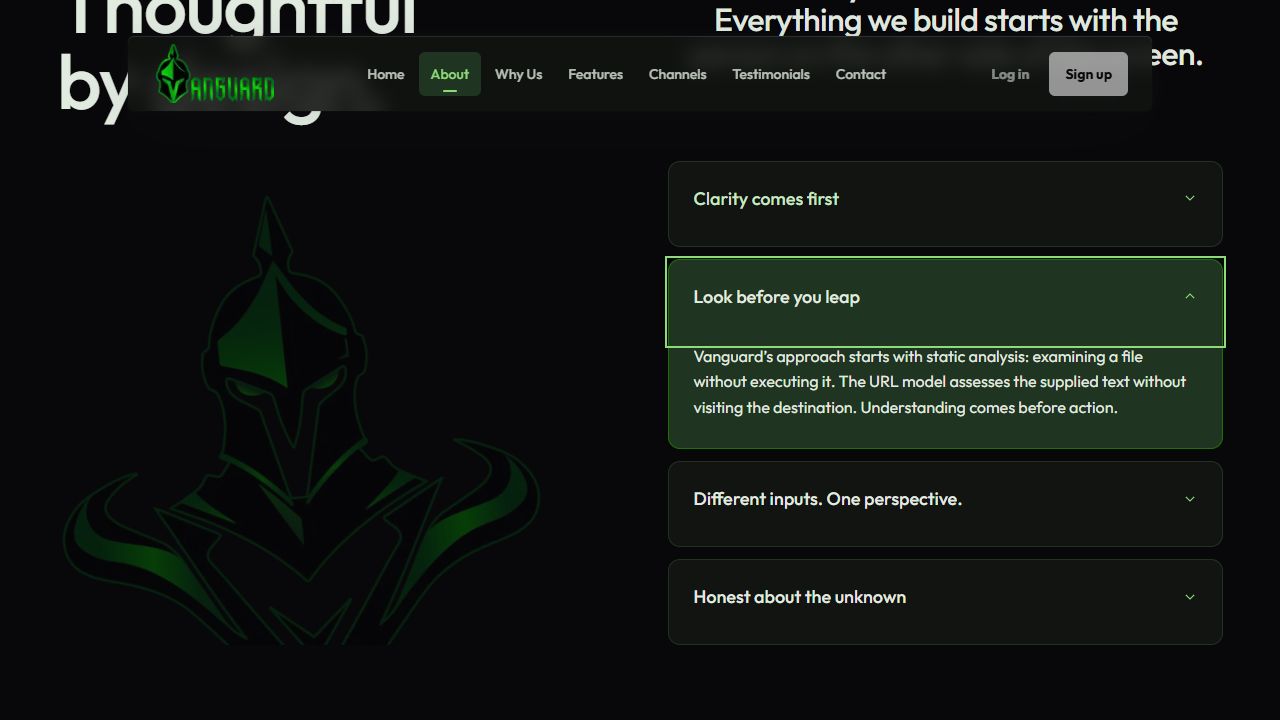 Thoughtful
Everything we build starts with the
by
een.
VANGUARD
Home
About
Why Us
Features
Channels
Testimonials
Contact
Log in
Sign up
Clarity comes first
Look before you leap
Vanguard’s approach starts with static analysis: examining a file
without executing it. The URL model assesses the supplied text without
visiting the destination. Understanding comes before action.
Different inputs. One perspective.
Honest about the unknown